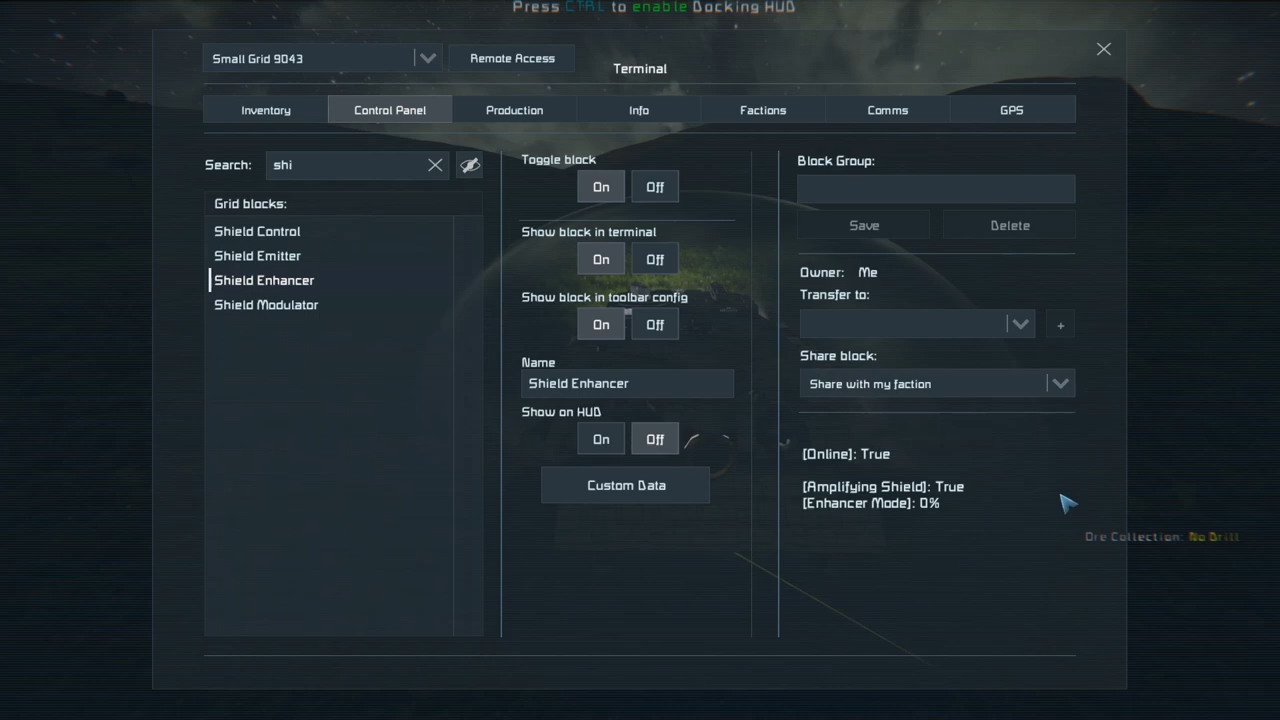 Press CTRL to enable Docking HUD
Small Grid 9043
Remote Access
Terminal
Inventory
Control Panel
Production
Info
Factions
Comms
GPS
Search:
shi
Grid blocks:
Shield Control
Shield Emitter
Shield Enhancer
Shield Modulator
Toggle block
On
Off
Show block in terminal
On
Off
Show block in toolbar config
On
Off
Name
Shield Enhancer
Show on HUD
On
Off
Custom Data
Block Group:
Save
Delete
Owner: Me
Transfer to:
+
Share block:
Share with my faction
[Online]: True
[Amplifying Shield]: True
[Enhancer Mode]: 0%
Ore Collection: No Drill